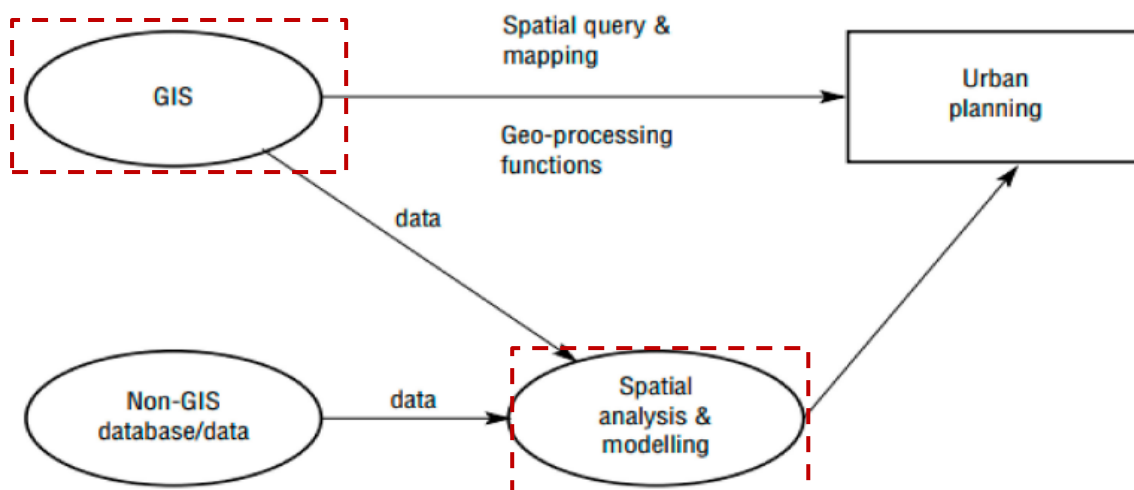 Spatial query &
mapping
GIS
Urban
planning
Geo-processing
functions
data
Non-GIS
database/data
data
Spatial
analysis &
modelling